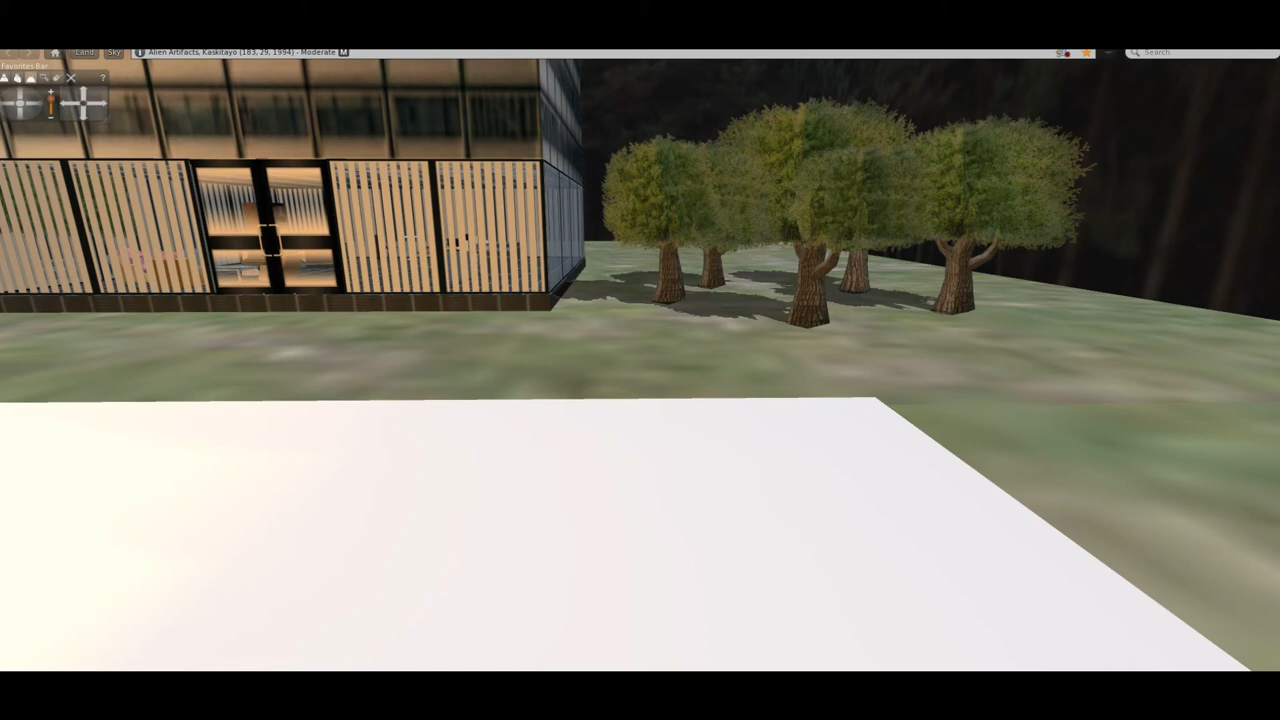 Land Sky Alien Artifacts, Kaskitayo (183, 29, 1994) - Moderate M Search
Favorites Bar
?